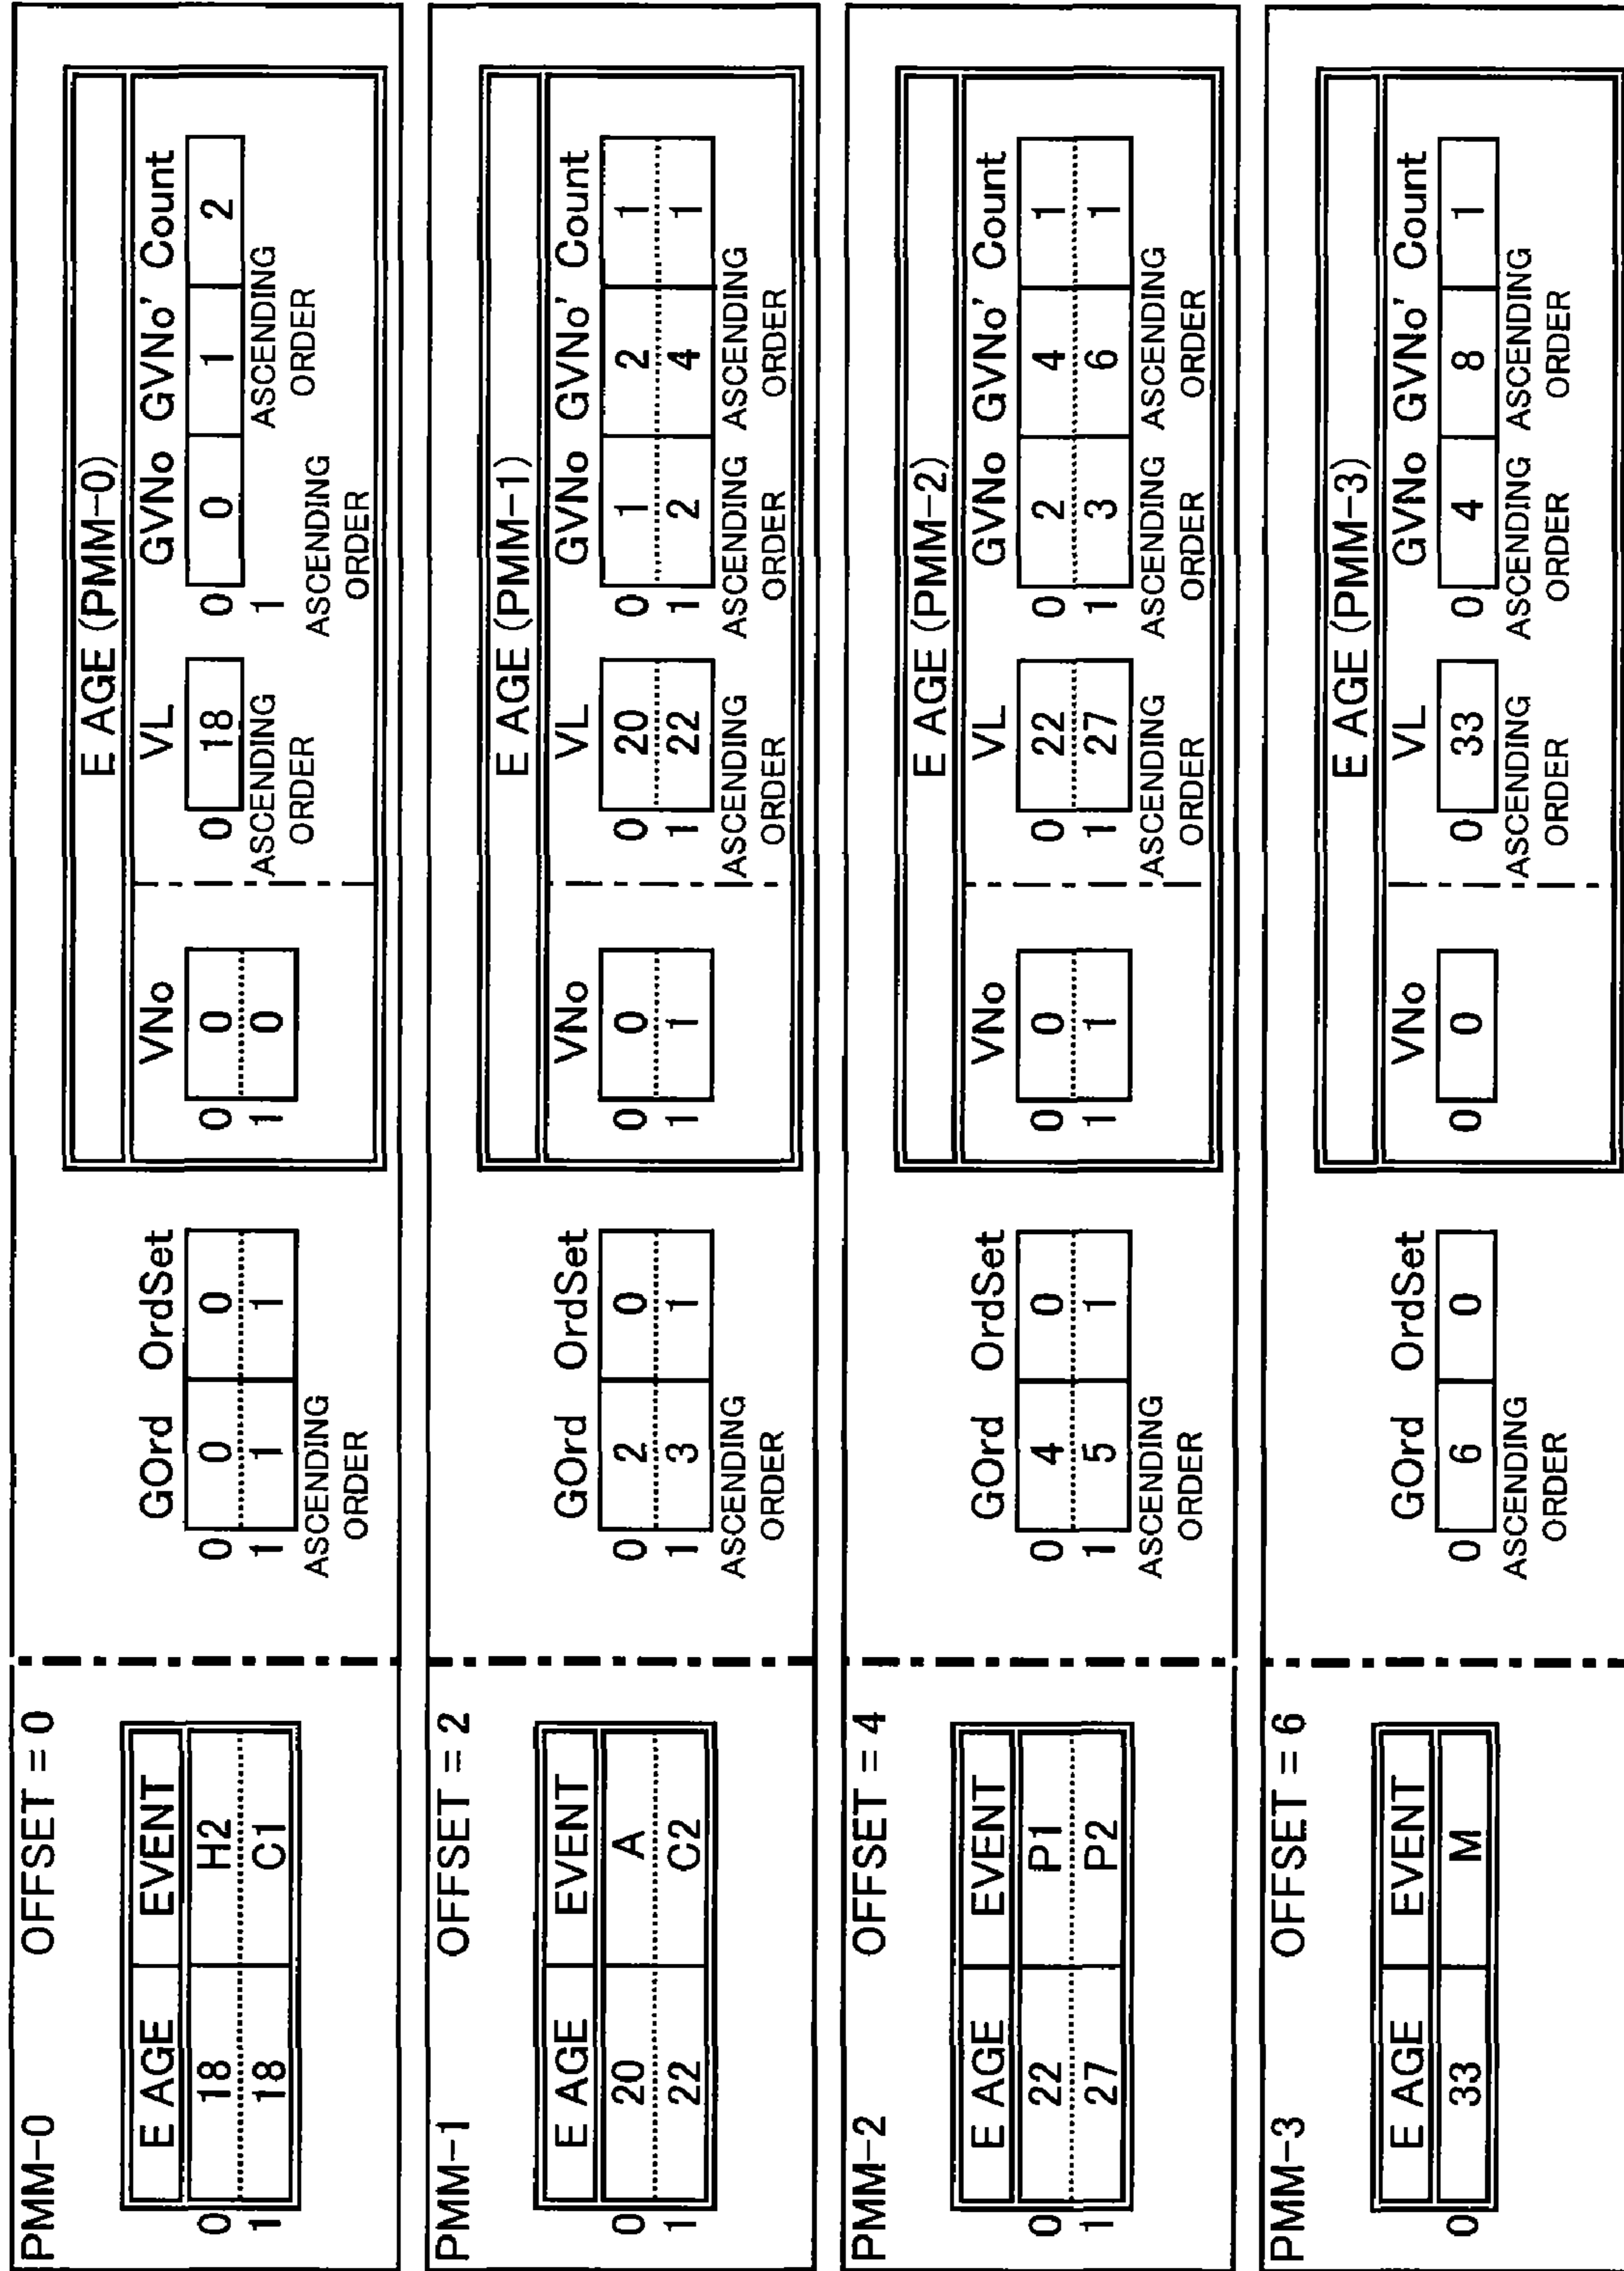 PMM-0 OFFSET = 0
E AGE (PMM-0)
E AGE EVENT GOrd OrdSet VNo VL GVNo GVNo' Count
0 18 H2 0 0 0 0 0 0 18 0 0 1 2
1 18 C1 1 1 1 1 0 1
ASCENDING ORDER ASCENDING ORDER ASCENDING ORDER ASCENDING ORDER
PMM-1 OFFSET = 2
E AGE (PMM-1)
E AGE EVENT GOrd OrdSet VNo VL GVNo GVNo' Count
0 20 A 0 2 0 0 0 0 20 0 1 2 1
1 22 C2 1 3 1 1 1 1 22 1 2 4 1
ASCENDING ORDER ASCENDING ORDER ASCENDING ORDER ASCENDING ORDER
PMM-2 OFFSET = 4
E AGE (PMM-2)
E AGE EVENT GOrd OrdSet VNo VL GVNo GVNo' Count
0 22 P1 0 4 0 0 0 0 22 0 2 4 1
1 27 P2 1 5 1 1 1 1 27 1 3 6 1
ASCENDING ORDER ASCENDING ORDER ASCENDING ORDER ASCENDING ORDER
PMM-3 OFFSET = 6
E AGE (PMM-3)
E AGE EVENT GOrd OrdSet VNo VL GVNo GVNo' Count
0 33 M 0 6 0 0 0 0 33 0 4 8 1
ASCENDING ORDER ASCENDING ORDER ASCENDING ORDER ASCENDING ORDER